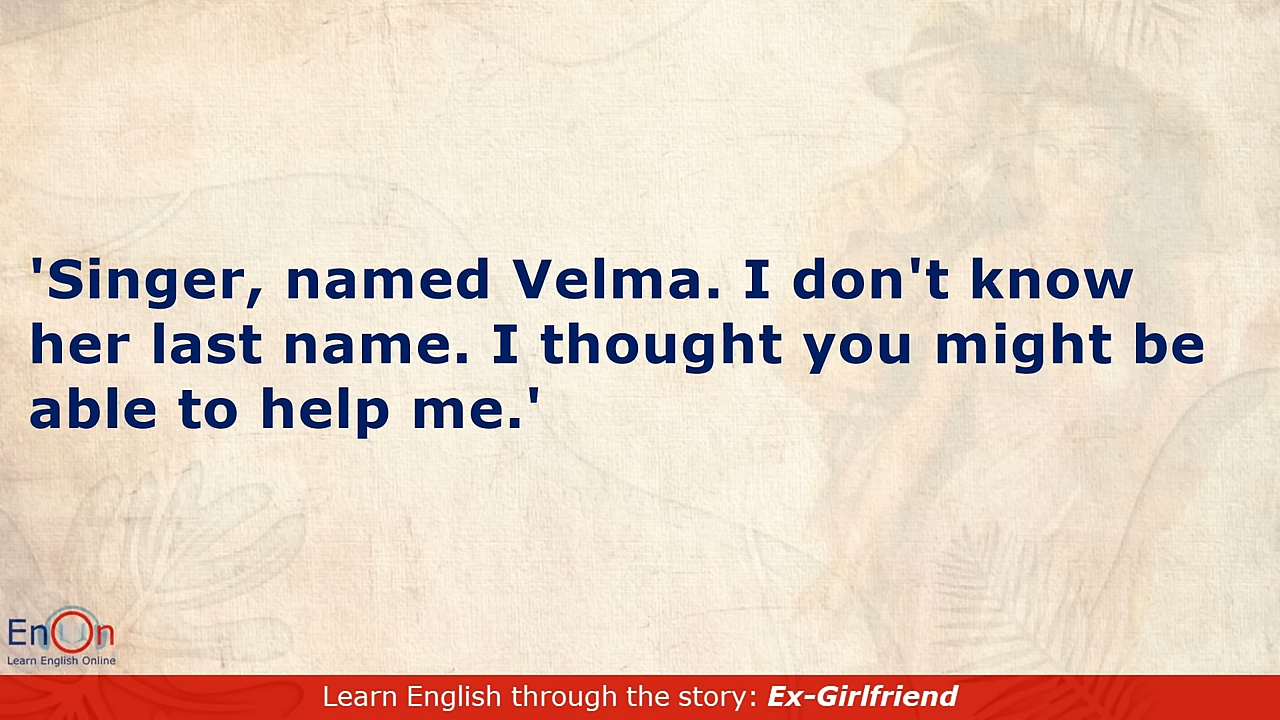 'Singer, named Velma. I don't know
her last name. I thought you might be
able to help me.'
EnOn
Learn English Online
Learn English through the story: Ex-Girlfriend